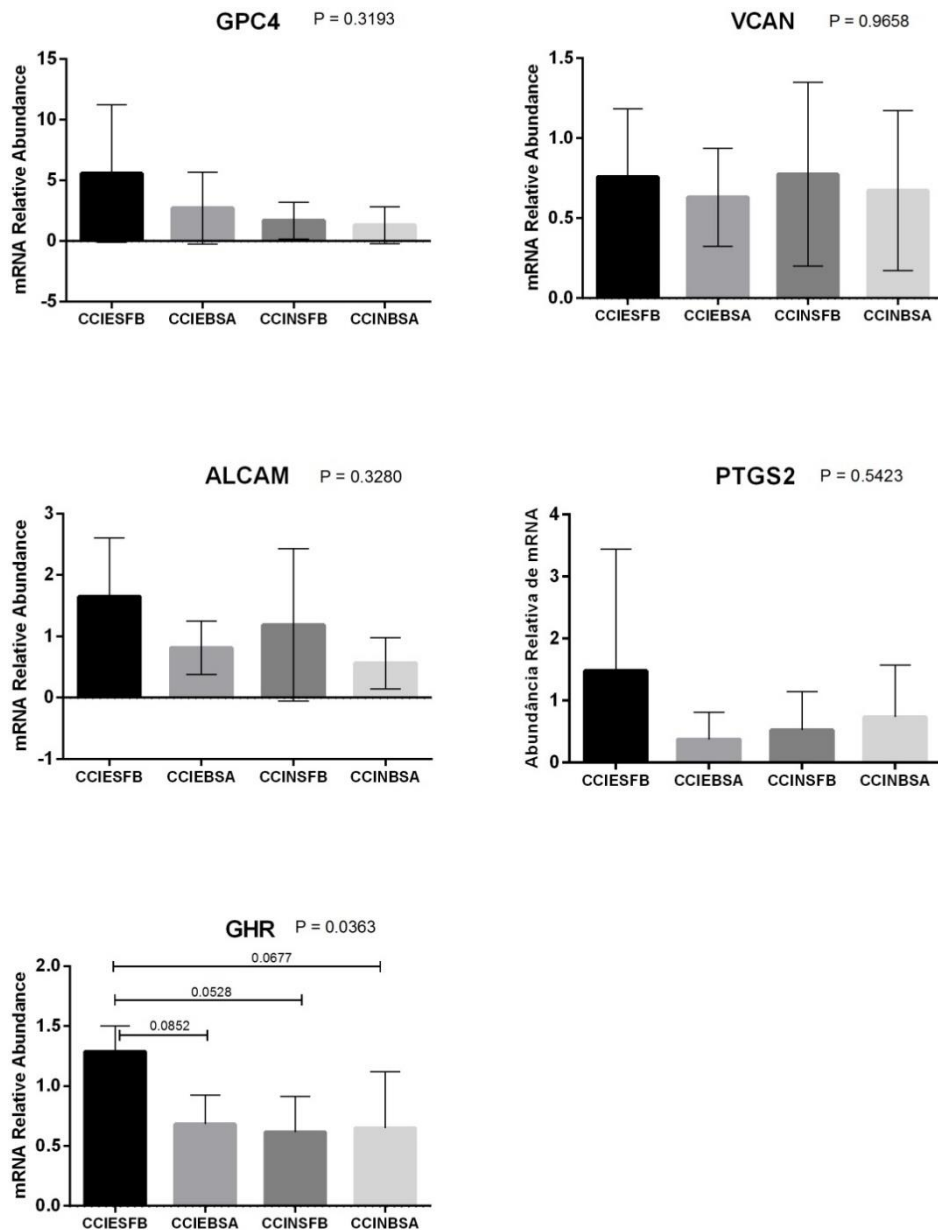 GPC4 P = 0.3193
mRNA Relative Abundance
15
10
5
0
-5
CCIESFB CCIEBSA CCINSFB CCINBSA
VCAN P = 0.9658
mRNA Relative Abundance
1.5
1.0
0.5
0.0
CCIESFB CCIEBSA CCINSFB CCINBSA
ALCAM P = 0.3280
mRNA Relative Abundance
3
2
1
0
-1
CCIESFB CCIEBSA CCINSFB CCINBSA
PTGS2 P = 0.5423
Abundância Relativa de mRNA
4
3
2
1
0
CCIESFB CCIEBSA CCINSFB CCINBSA
GHR P = 0.0363
mRNA Relative Abundance
2.0
1.5
1.0
0.5
0.0
0.0677
0.0528
0.0852
CCIESFB CCIEBSA CCINSFB CCINBSA